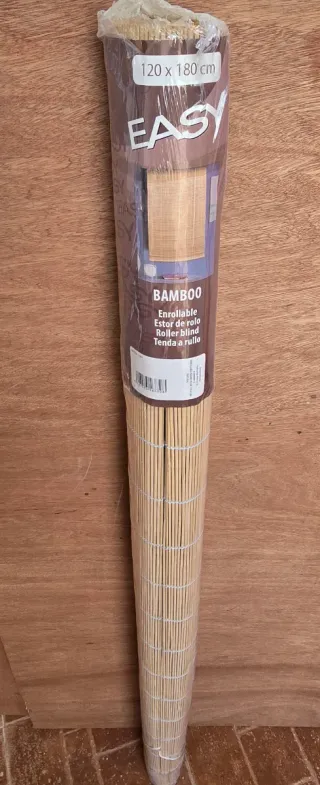 120 x 180 cm
EASY
BAMBOO
Enrollable
Estor de rolo
Roller blind
Tenda a rullo